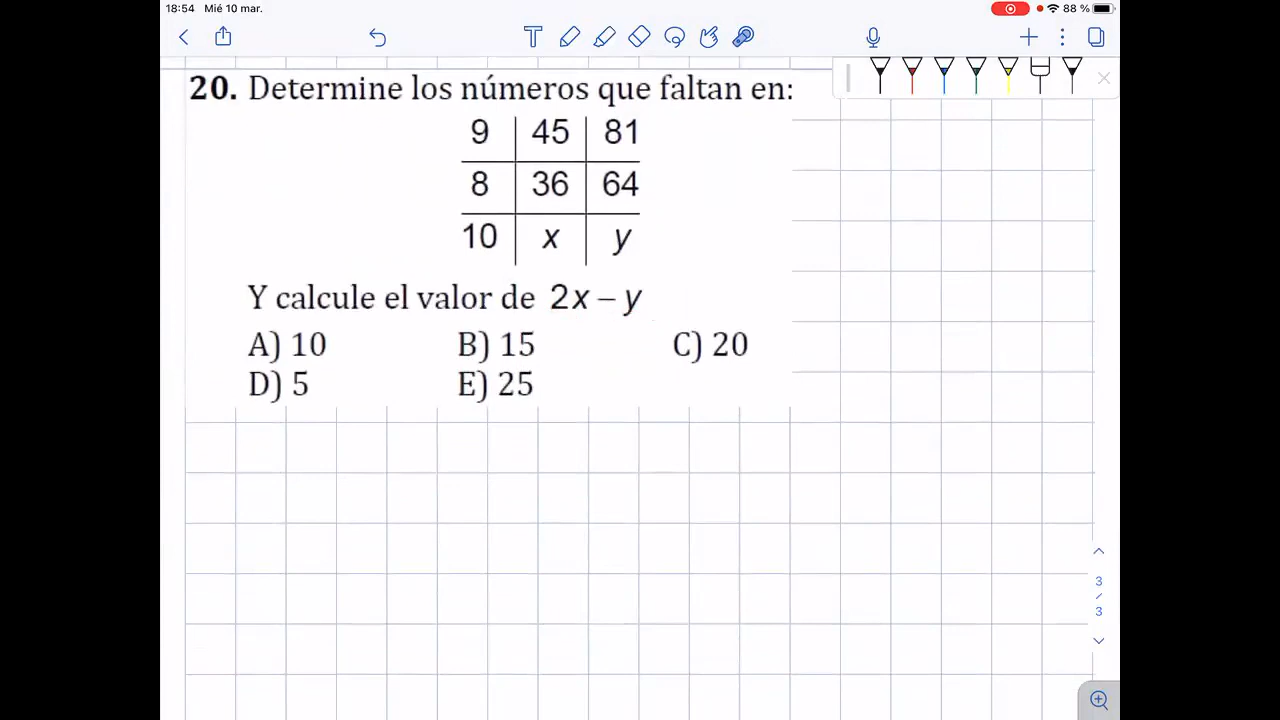 18:54 Mié 10 mar. 88 %
20. Determine los números que faltan en:
9 45 81
8 36 64
10 x y
Y calcule el valor de 2x – y
A) 10 B) 15 C) 20
D) 5 E) 25
3
/
3